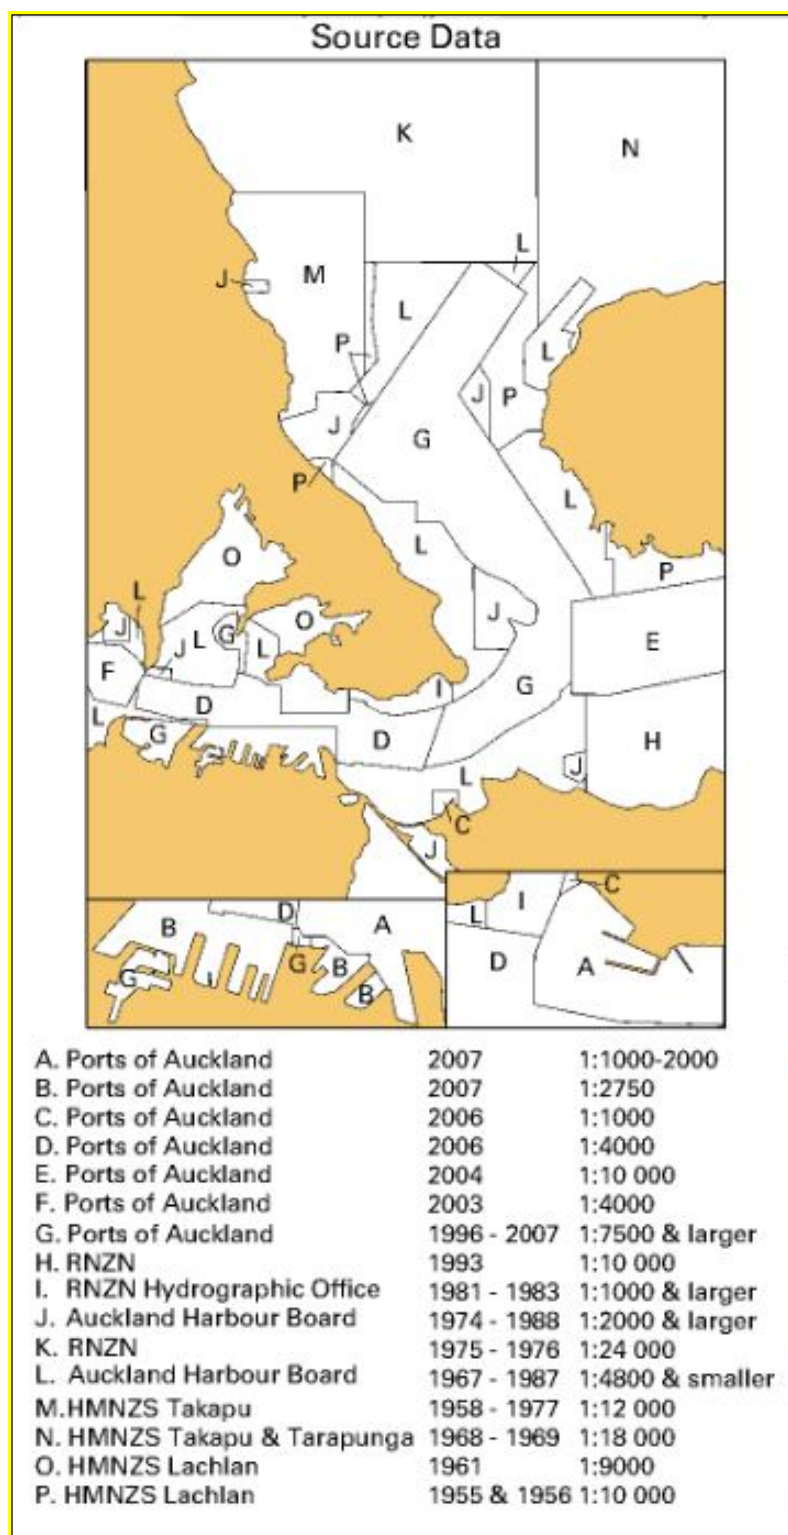 Source Data
K
N
L
J
M
L
P
L
J
P
J
G
P
L
L
O
P
L
J
O
J
L
G
L
J
E
F
I
G
D
L
G
D
H
L
J
C
J
D
A
B
G
G
B
B
C
I
L
D
A
A. Ports of Auckland 2007 1:1000-2000
B. Ports of Auckland 2007 1:2750
C. Ports of Auckland 2006 1:1000
D. Ports of Auckland 2006 1:4000
E. Ports of Auckland 2004 1:10 000
F. Ports of Auckland 2003 1:4000
G. Ports of Auckland 1996 - 2007 1:7500 & larger
H. RNZN 1993 1:10 000
I. RNZN Hydrographic Office 1981 - 1983 1:1000 & larger
J. Auckland Harbour Board 1974 - 1988 1:2000 & larger
K. RNZN 1975 - 1976 1:24 000
L. Auckland Harbour Board 1967 - 1987 1:4800 & smaller
M.HMNZS Takapu 1958 - 1977 1:12 000
N. HMNZS Takapu & Tarapunga 1968 - 1969 1:18 000
O. HMNZS Lachlan 1961 1:9000
P. HMNZS Lachlan 1955 & 1956 1:10 000